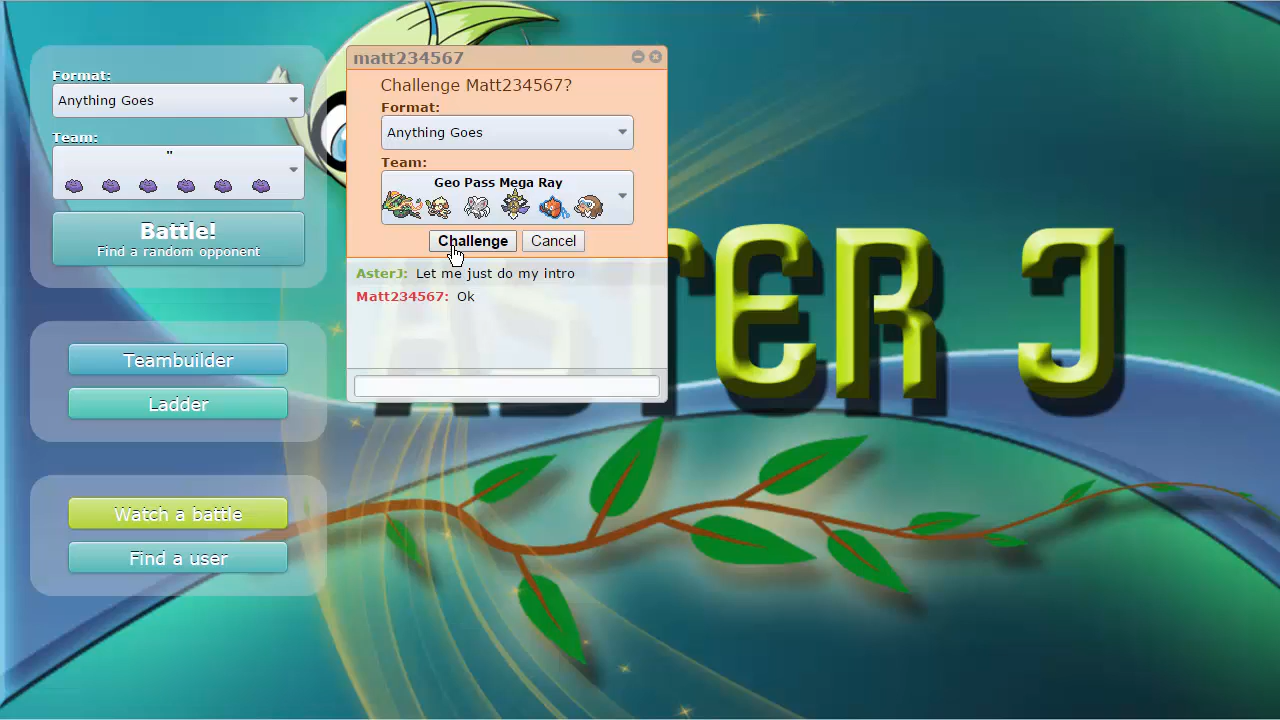 Format:
Anything Goes
Team:
"
Battle!
Find a random opponent
Teambuilder
Ladder
Watch a battle
Find a user
matt234567
Challenge Matt234567?
Format:
Anything Goes
Team:
Geo Pass Mega Ray
Challenge Cancel
AsterJ: Let me just do my intro
Matt234567: Ok
ASTER J